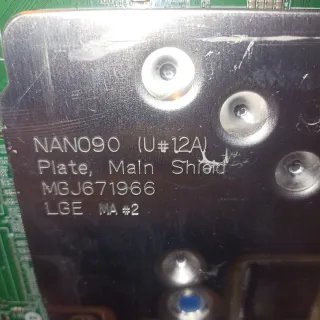 NANO90 (U#12A)
Plate, Main Shield
MGJ671966
LGE MA #2